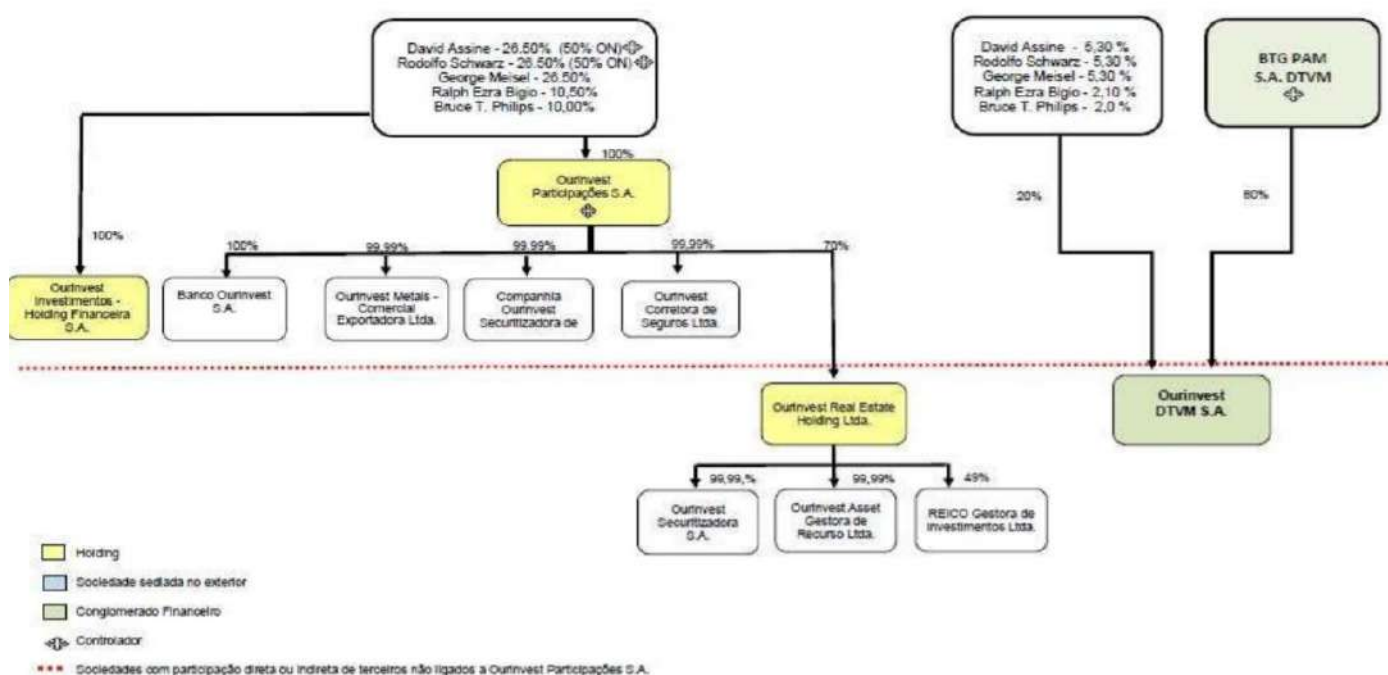 David Assine - 26.50% (50% ON)
Rodolfo Schwarz - 26.50% (50% ON)
George Meisel - 26.50%
Ralph Ezra Bigio - 10,50%
Bruce T. Philips - 10,00%
David Assine - 5,30 %
Rodolfo Schwarz - 5,30 %
George Meisel - 5,30 %
Ralph Ezra Bigio - 2,10 %
Bruce T. Philips - 2,0 %
BTG PAM
S.A. DTVM
100%
Ourinvest
Participações S.A.
20%
80%
100%
100%
99.99%
99.99%
99,99%
70%
Ourinvest
Investimentos -
Holding Financeira
S.A.
Banco Ourinvest
S.A.
Ourinvest Metais -
Comercial
Exportadora Ltda.
Companhia
Ourinvest
Securitizadora de
Ourinvest
Corretora de
Seguros Ltda.
Ourinvest Real Estate
Holding Ltda.
Ourinvest
DTVM S.A.
99,99,%
99,99%
49%
Ourinvest
Securitizadora
S.A.
Ourinvest Asset
Gestora de
Recurso Ltda.
REICO Gestora de
Investimentos Ltda.
Holding
Sociedade sediada no exterior
Conglomerado Financeiro
Controlador
Sociedades com participação direta ou indireta de terceiros não ligados a Ourinvest Participações S.A.